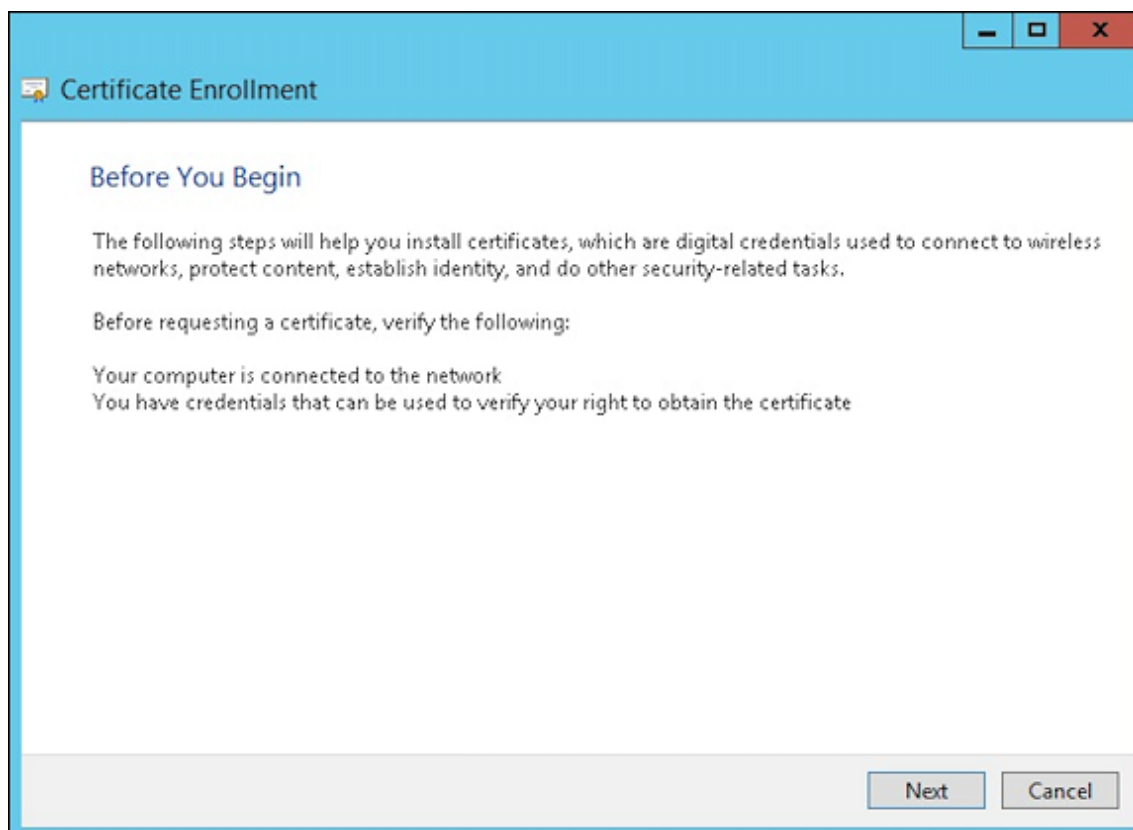 Certificate Enrollment
Before You Begin
The following steps will help you install certificates, which are digital credentials used to connect to wireless
networks, protect content, establish identity, and do other security-related tasks.
Before requesting a certificate, verify the following:
Your computer is connected to the network
You have credentials that can be used to verify your right to obtain the certificate
Next
Cancel